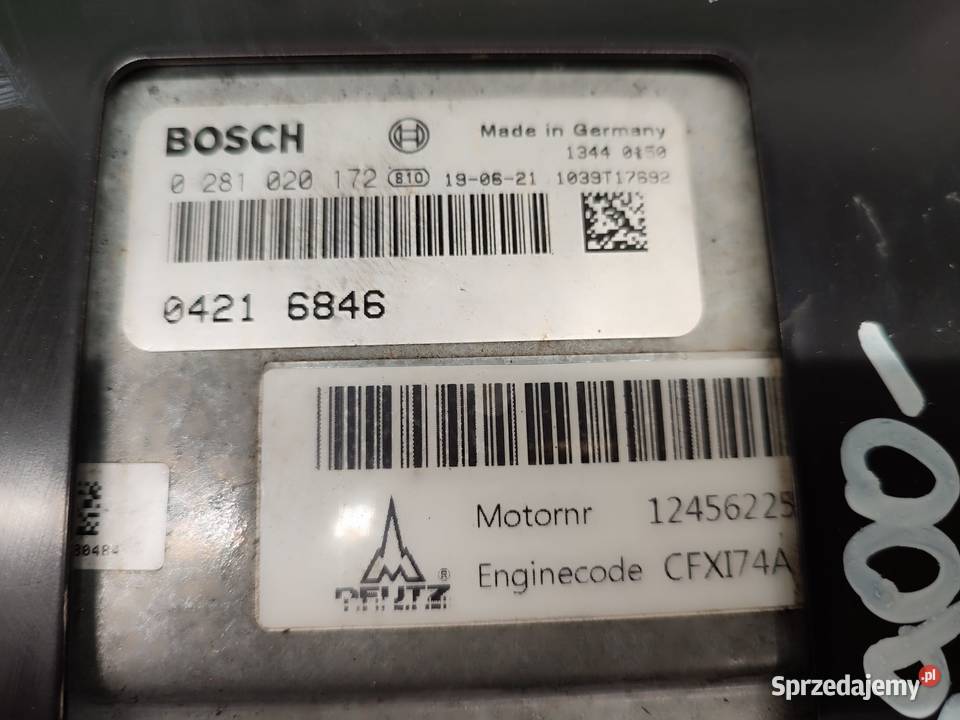 BOSCH
Made in Germany
1344 0150
0 281 020 172 810 19-06-21 1039T17692
0421 6846
Motornr 12456225
Enginecode CFXI74A
DEUTZ ®
30484
Sprzedajemy.pl